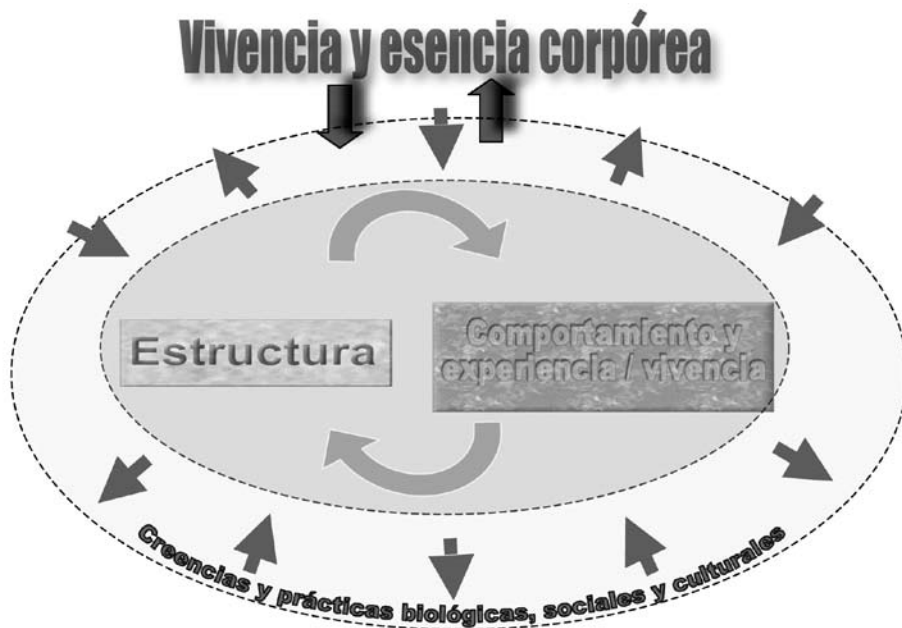 Vivencia y esencia corpórea
Estructura
Comportamiento y
experiencia / vivencia
Creencias y prácticas biológicas, sociales y culturales